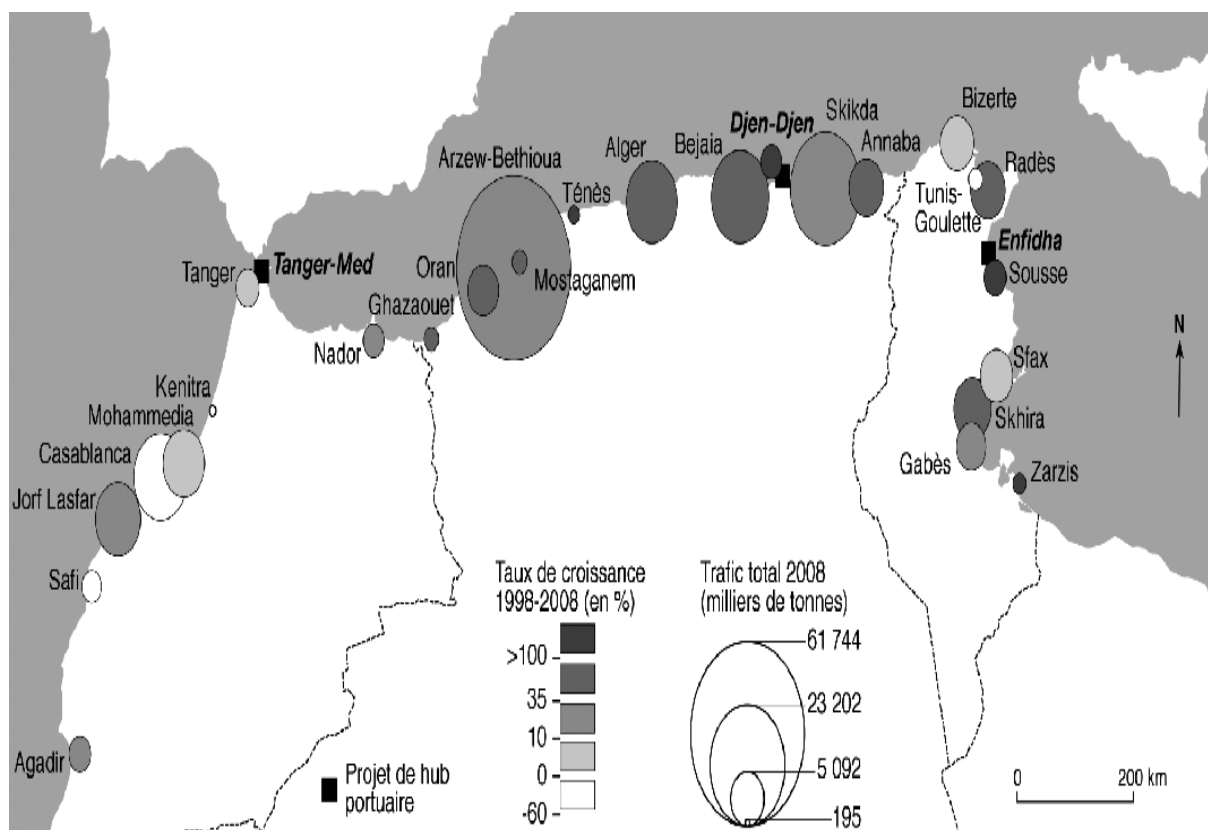 Bizerte
Skikda
Djen-Djen
Annaba
Alger
Bejaia
Radès
Arzew-Bethioua
Ténès
Tunis-
Goulette
Enfidha
Tanger
Tanger-Med
Oran
Sousse
Mostaganem
Ghazaouet
N
Nador
Sfax
Kenitra
Mohammedia
Skhira
Casablanca
Gabès
Zarzis
Jorf Lasfar
Safi
Agadir
Projet de hub
portuaire
Taux de croissance
1998-2008 (en %)
>100
35
10
0
-60
Trafic total 2008
(milliers de tonnes)
61 744
23 202
5 092
195
0 200 km